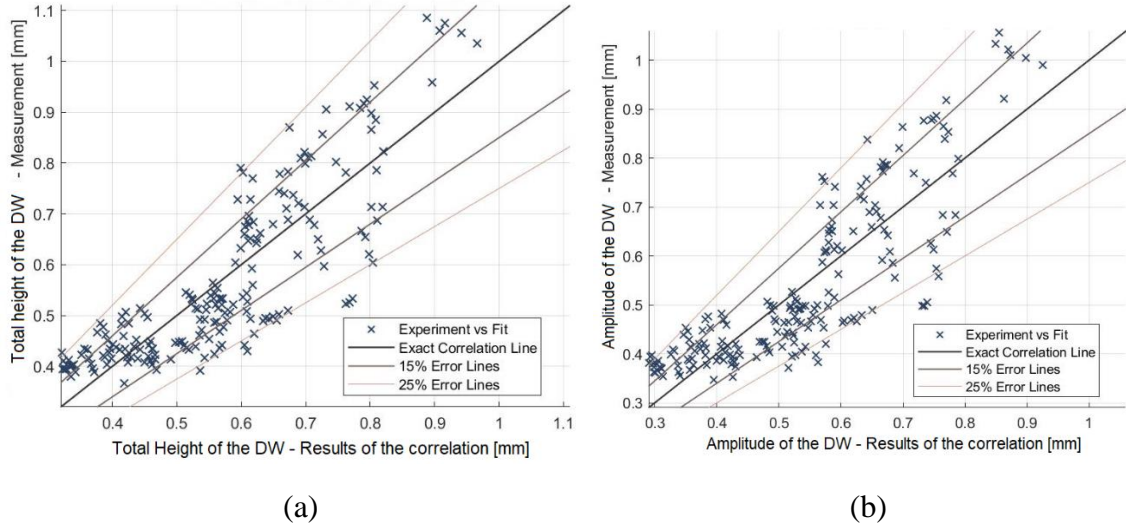 Total height of the DW - Measurement [mm]
1.1
1
0.9
0.8
0.7
0.6
0.5
0.4
Experiment vs Fit
Exact Correlation Line
15% Error Lines
25% Error Lines
0.4 0.5 0.6 0.7 0.8 0.9 1 1.1
Total Height of the DW - Results of the correlation [mm]
(a)
Amplitude of the DW - Measurement [mm]
1
0.9
0.8
0.7
0.6
0.5
0.4
0.3
Experiment vs Fit
Exact Correlation Line
15% Error Lines
25% Error Lines
0.3 0.4 0.5 0.6 0.7 0.8 0.9 1
Amplitude of the DW - Results of the correlation [mm]
(b)